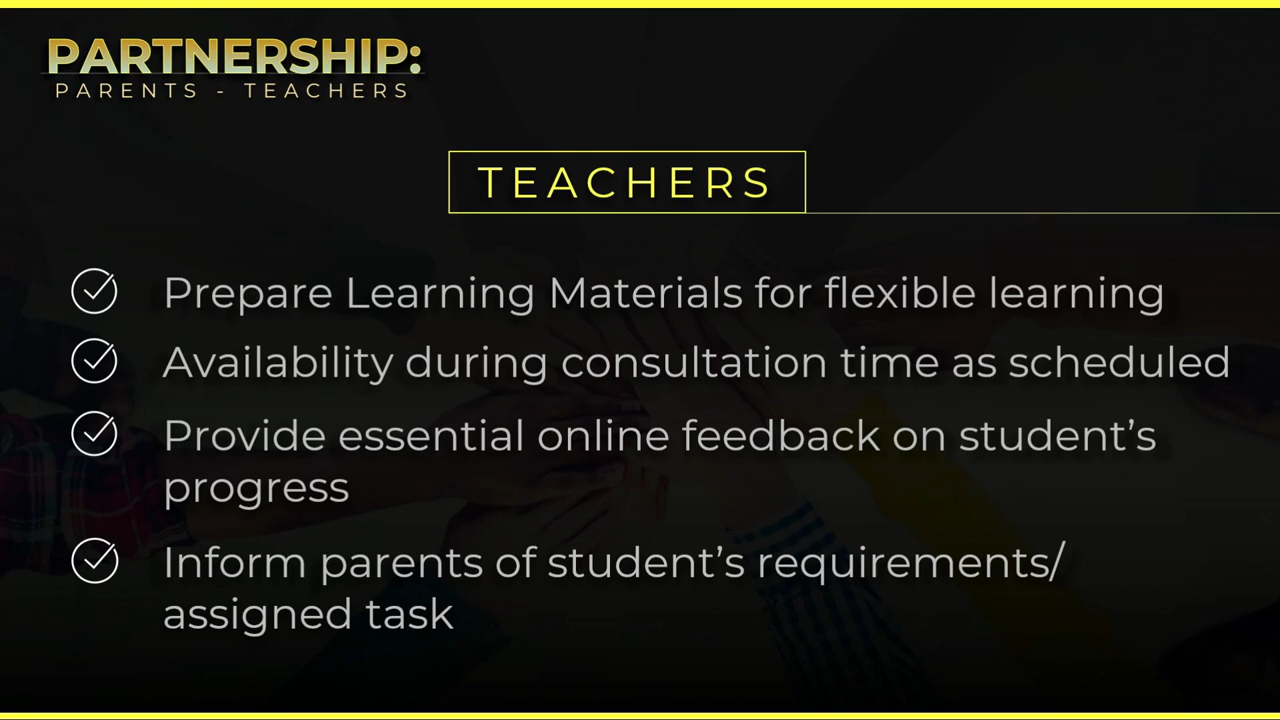 PARTNERSHIP:
PARENTS - TEACHERS
TEACHERS
Prepare Learning Materials for flexible learning
Availability during consultation time as scheduled
Provide essential online feedback on student’s
progress
Inform parents of student’s requirements/
assigned task